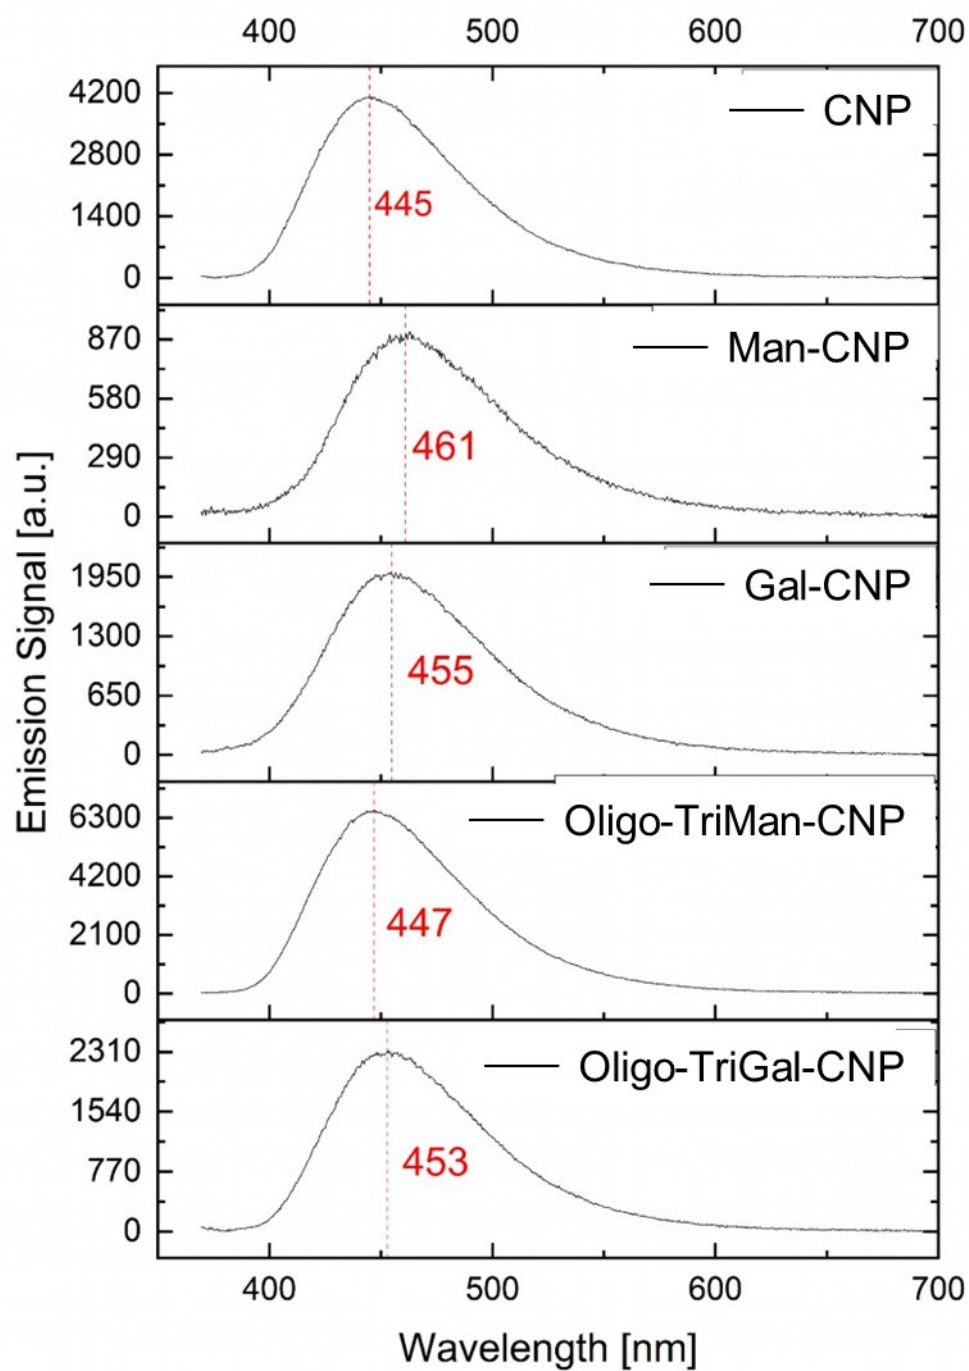 400 500 600 700
4200
2800
1400
0
CNP
445
870
580
290
0
Man-CNP
461
1950
1300
650
0
Gal-CNP
455
6300
4200
2100
0
Oligo-TriMan-CNP
447
2310
1540
770
0
Oligo-TriGal-CNP
453
400 500 600 700
Wavelength [nm]
Emission Signal [a.u.]